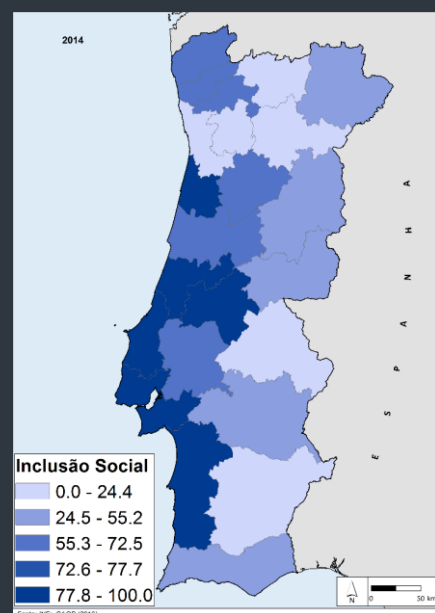 2014
ESPANHA
Inclusão Social
0.0 - 24.4
24.5 - 55.2
55.3 - 72.5
72.6 - 77.7
77.8 - 100.0
N
0 50 km